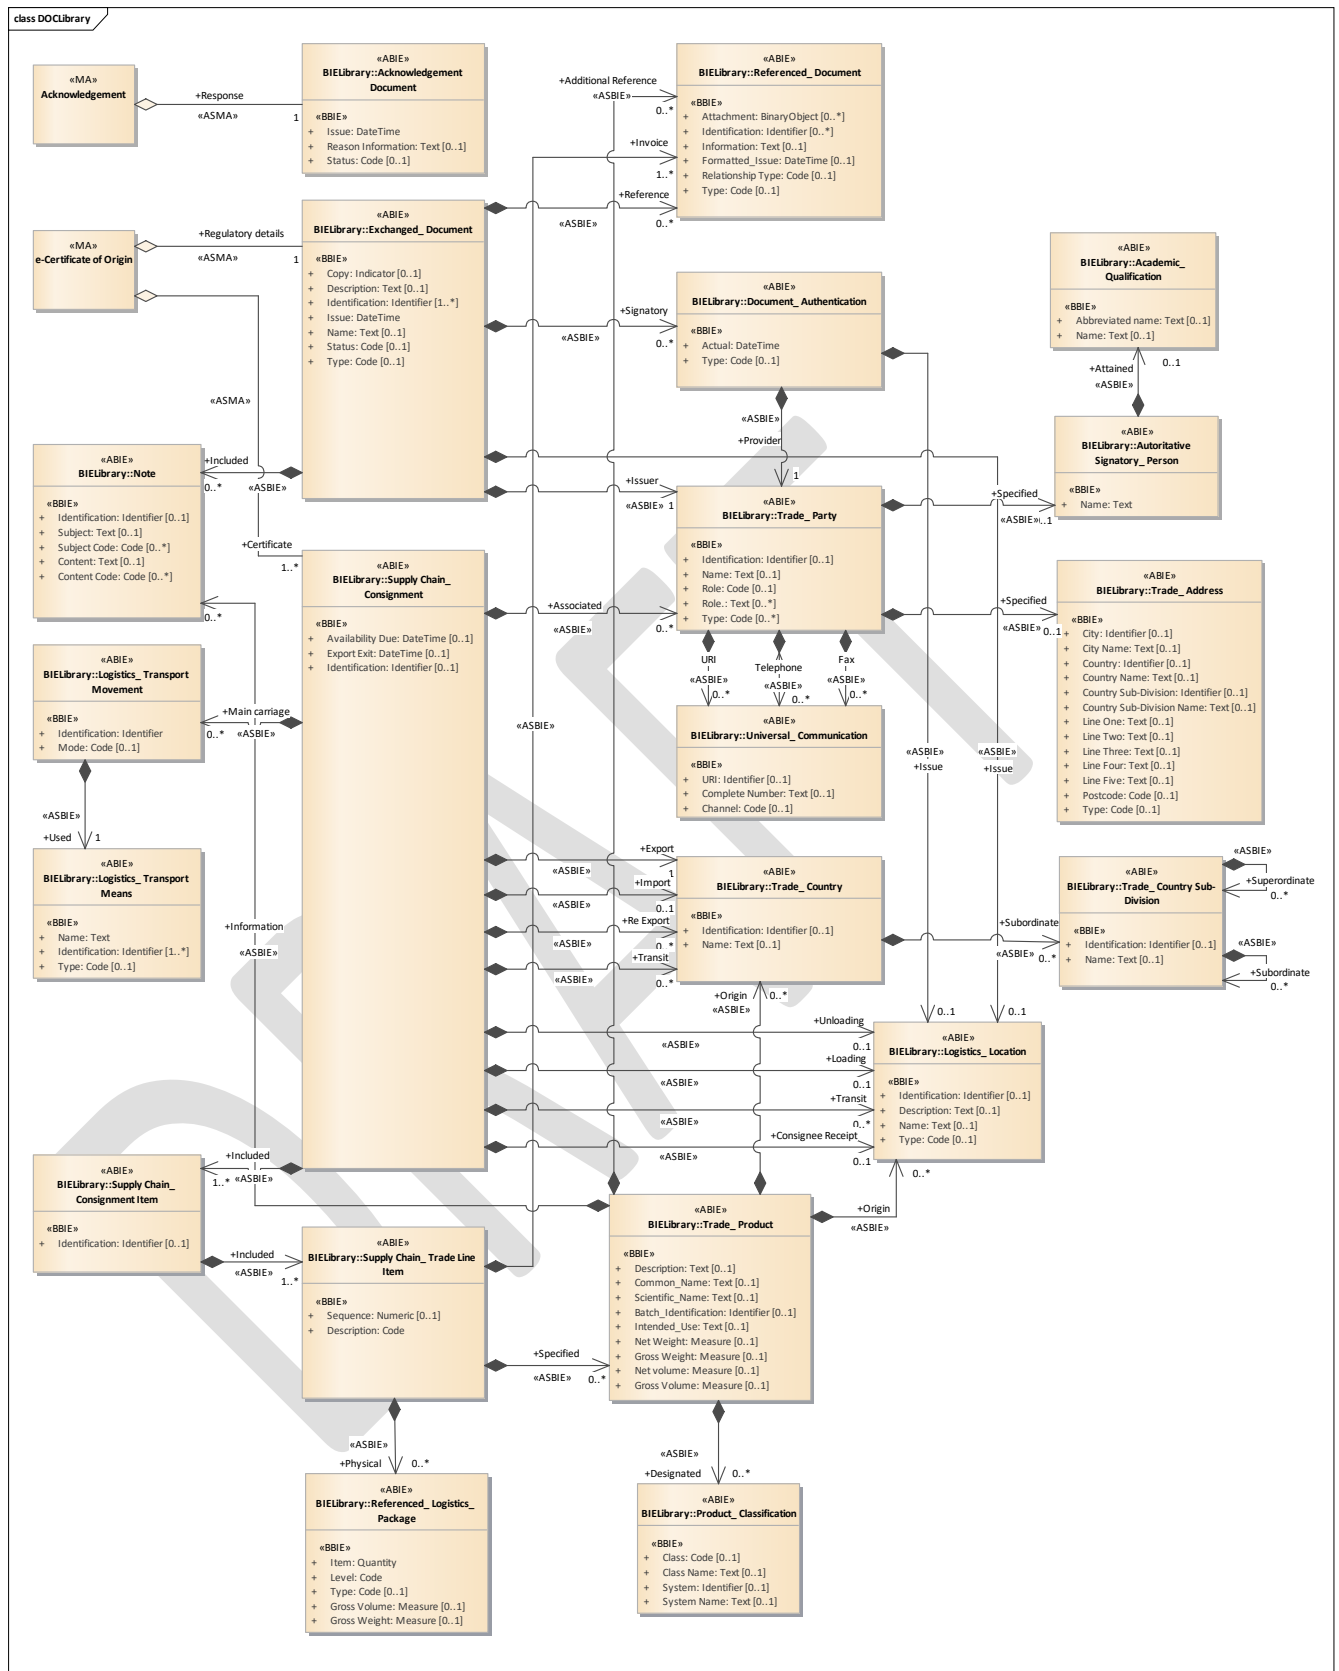 class DOCLibrary
«MA»
Acknowledgement
+Response
«ASMA»
1
«ABIE»
BIELibrary::Acknowledgement
Document
«BBIE»
+ Issue: DateTime
+ Reason Information: Text [0..1]
+ Status: Code [0..1]
+Additional Reference
«ASBIE»
0..*
+Invoice
1..*
+Reference
«ASBIE»
0..*
«ABIE»
BIELibrary::Referenced_ Document
«BBIE»
+ Attachment: BinaryObject [0..*]
+ Identification: Identifier [0..*]
+ Information: Text [0..1]
+ Formatted_Issue: DateTime [0..1]
+ Relationship Type: Code [0..1]
+ Type: Code [0..1]
«MA»
e-Certificate of Origin
+Regulatory details
«ASMA»
1
«ABIE»
BIELibrary::Exchanged_ Document
«BBIE»
+ Copy: Indicator [0..1]
+ Description: Text [0..1]
+ Identification: Identifier [1..*]
+ Issue: DateTime
+ Name: Text [0..1]
+ Status: Code [0..1]
+ Type: Code [0..1]
+Signatory
«ASBIE»
0..*
«ABIE»
BIELibrary::Document_ Authentication
«BBIE»
+ Actual: DateTime
+ Type: Code [0..1]
«ABIE»
BIELibrary::Academic_
Qualification
«BBIE»
+ Abbreviated name: Text [0..1]
+ Name: Text [0..1]
+Attained
0..1
«ASBIE»
«ABIE»
BIELibrary::Autoritative
Signatory_ Person
«BBIE»
+ Name: Text
«ASMA»
+Certificate
1..*
«ABIE»
BIELibrary::Note
«BBIE»
+ Identification: Identifier [0..1]
+ Subject: Text [0..1]
+ Subject Code: Code [0..*]
+ Content: Text [0..1]
+ Content Code: Code [0..*]
+Included
0..*
«ASBIE»
0..*
«ASBIE»
+Provider
1
+Issuer
«ASBIE»
1
«ABIE»
BIELibrary::Trade_ Party
«BBIE»
+ Identification: Identifier [0..1]
+ Name: Text [0..1]
+ Role: Code [0..1]
+ Role.: Text [0..*]
+ Type: Code [0..*]
+Specified
«ASBIE»
..1
+Specified
«ASBIE»
0..1
«ABIE»
BIELibrary::Trade_ Address
«BBIE»
+ City: Identifier [0..1]
+ City Name: Text [0..1]
+ Country: Identifier [0..1]
+ Country Name: Text [0..1]
+ Country Sub-Division: Identifier [0..1]
+ Country Sub-Division Name: Text [0..1]
+ Line One: Text [0..1]
+ Line Two: Text [0..1]
+ Line Three: Text [0..1]
+ Line Four: Text [0..1]
+ Line Five: Text [0..1]
+ Postcode: Code [0..1]
+ Type: Code [0..1]
«ABIE»
BIELibrary::Supply Chain_
Consignment
«BBIE»
+ Availability Due: DateTime [0..1]
+ Export Exit: DateTime [0..1]
+ Identification: Identifier [0..1]
+Associated
«ASBIE»
0..*
URI
«ASBIE»
0..*
Telephone
«ASBIE»
0..*
Fax
«ASBIE»
0..*
«ABIE»
BIELibrary::Universal_ Communication
«BBIE»
+ URI: Identifier [0..1]
+ Complete Number: Text [0..1]
+ Channel: Code [0..1]
«ABIE»
BIELibrary::Logistics_ Transport
Movement
«BBIE»
+ Identification: Identifier
+ Mode: Code [0..1]
+Main carriage
0..*
«ASBIE»
«ASBIE»
«ASBIE»
+Issue
«ASBIE»
+Issue
«ASBIE»
+Used
1
«ABIE»
BIELibrary::Logistics_ Transport
Means
«BBIE»
+ Name: Text
+ Identification: Identifier [1..*]
+ Type: Code [0..1]
+Information
«ASBIE»
+Export
«ASBIE»
1
+Import
«ASBIE»
0..1
+Re Export
«ASBIE»
0..*
+Transit
«ASBIE»
0..*
«ABIE»
BIELibrary::Trade_ Country
«BBIE»
+ Identification: Identifier [0..1]
+ Name: Text [0..1]
+Subordinate
«ASBIE»
0..*
«ABIE»
BIELibrary::Trade_ Country Sub-
Division
«BBIE»
+ Identification: Identifier [0..1]
+ Name: Text [0..1]
«ASBIE»
+Superordinate
0..*
«ASBIE»
+Subordinate
0..*
+Origin
0..*
«ASBIE»
0..1
0..1
+Unloading
«ASBIE»
0..1
+Loading
«ASBIE»
0..1
+Transit
«ASBIE»
0..*
+Consignee Receipt
«ASBIE»
0..1
«ABIE»
BIELibrary::Logistics_ Location
«BBIE»
+ Identification: Identifier [0..1]
+ Description: Text [0..1]
+ Name: Text [0..1]
+ Type: Code [0..1]
0..*
+Origin
«ASBIE»
«ABIE»
BIELibrary::Supply Chain_
Consignment Item
«BBIE»
+ Identification: Identifier [0..1]
+Included
1..*
«ASBIE»
+Included
«ASBIE»
1..*
«ABIE»
BIELibrary::Supply Chain_ Trade Line
Item
«BBIE»
+ Sequence: Numeric [0..1]
+ Description: Code
+Specified
«ASBIE»
0..*
«ABIE»
BIELibrary::Trade_ Product
«BBIE»
+ Description: Text [0..1]
+ Common_Name: Text [0..1]
+ Scientific_Name: Text [0..1]
+ Batch_Identification: Identifier [0..1]
+ Intended_Use: Text [0..1]
+ Net Weight: Measure [0..1]
+ Gross Weight: Measure [0..1]
+ Net volume: Measure [0..1]
+ Gross Volume: Measure [0..1]
«ASBIE»
+Physical
0..*
«ABIE»
BIELibrary::Referenced_ Logistics_
Package
«BBIE»
+ Item: Quantity
+ Level: Code
+ Type: Code [0..1]
+ Gross Volume: Measure [0..1]
+ Gross Weight: Measure [0..1]
«ASBIE»
+Designated
0..*
«ABIE»
BIELibrary::Product_ Classification
«BBIE»
+ Class: Code [0..1]
+ Class Name: Text [0..1]
+ System: Identifier [0..1]
+ System Name: Text [0..1]
DRAFT